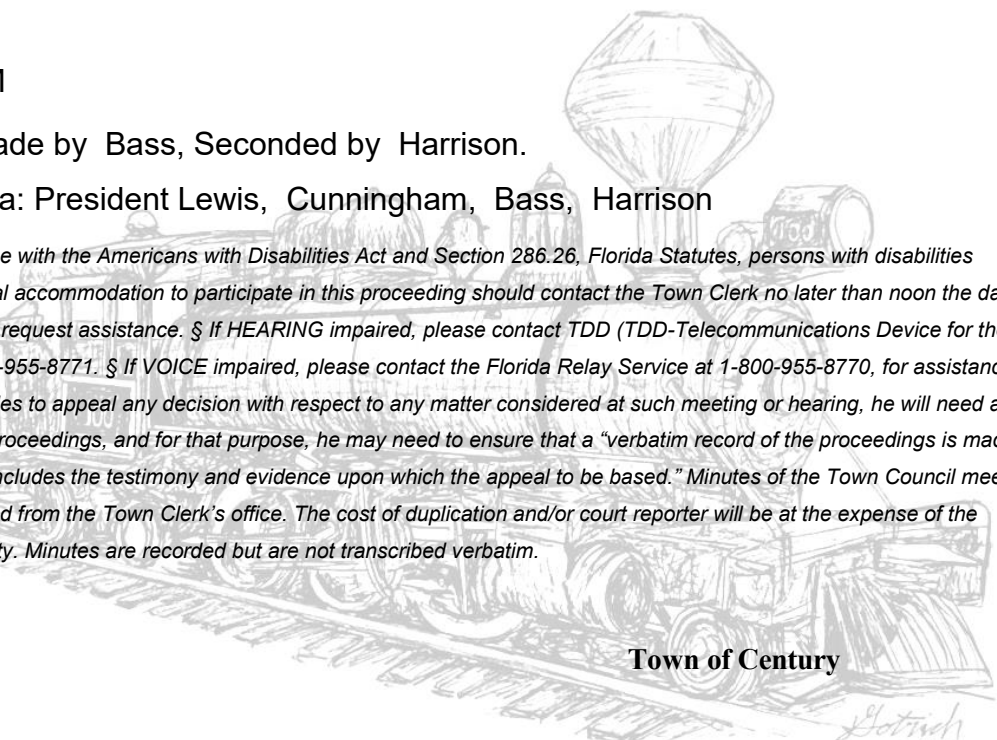 M
ade by Bass, Seconded by Harrison.
a: President Lewis, Cunningham, Bass, Harrison
e with the Americans with Disabilities Act and Section 286.26, Florida Statutes, persons with disabilities
al accommodation to participate in this proceeding should contact the Town Clerk no later than noon the da
request assistance. § If HEARING impaired, please contact TDD (TDD-Telecommunications Device for the
-955-8771. § If VOICE impaired, please contact the Florida Relay Service at 1-800-955-8770, for assistanc
es to appeal any decision with respect to any matter considered at such meeting or hearing, he will need a
roceedings, and for that purpose, he may need to ensure that a “verbatim record of the proceedings is mad
ncludes the testimony and evidence upon which the appeal to be based.” Minutes of the Town Council mee
d from the Town Clerk’s office. The cost of duplication and/or court reporter will be at the expense of the
ty. Minutes are recorded but are not transcribed verbatim.
Town of Century